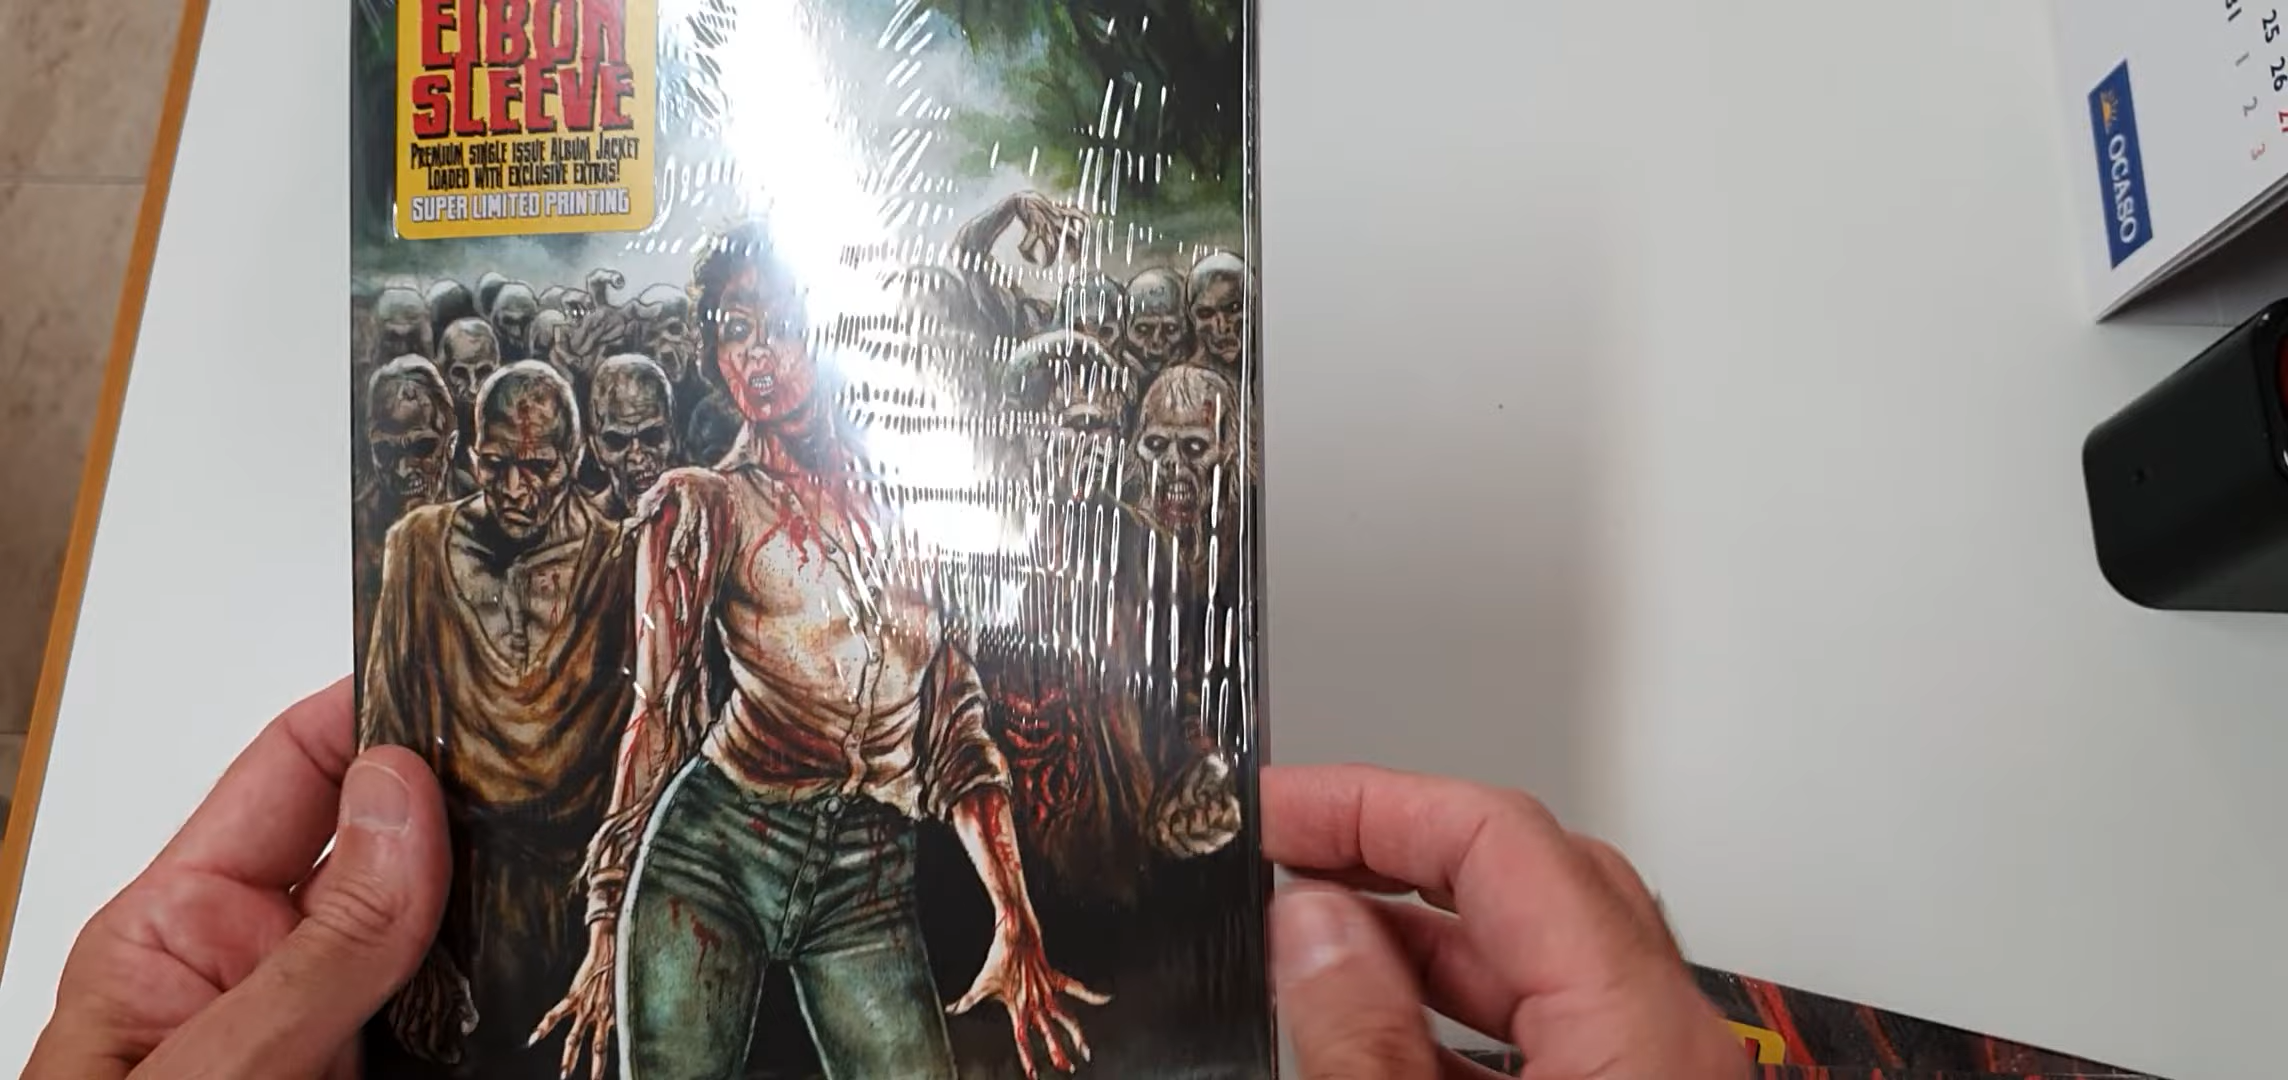 EIBON
SLEEVE
PREMIUM SINGLE ISSUE ALBUM JACKET
LOADED WITH EXCLUSIVE EXTRAS!
SUPER LIMITED PRINTING
OCASO
31
25
1
26
2
3